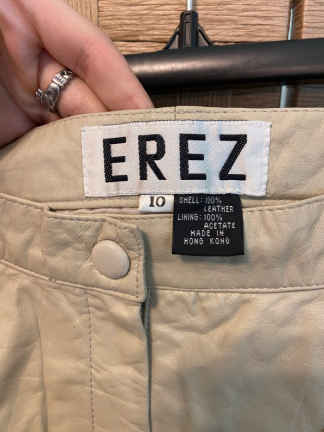 EREZ
10
SHELL: 100%
LEATHER
LINING: 100%
ACETATE
MADE IN
HONG KONG